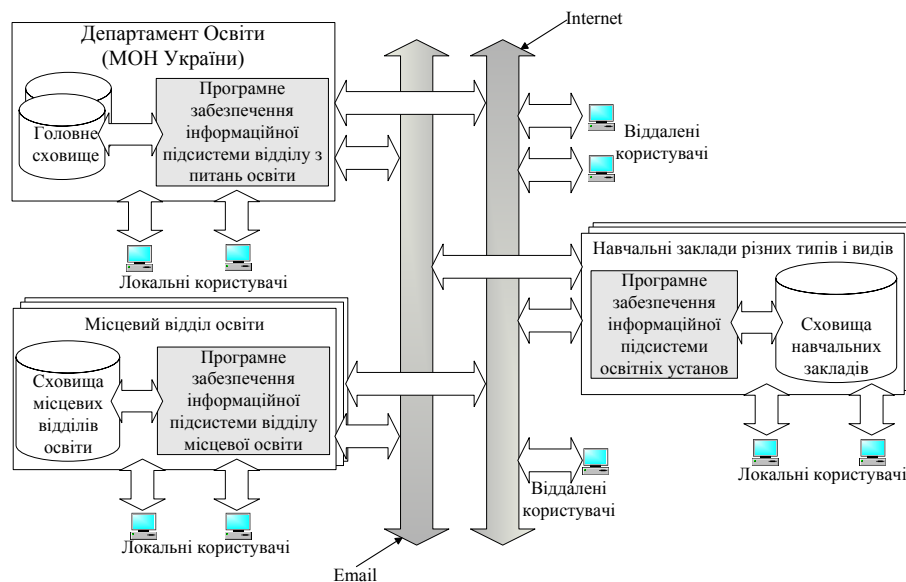 Internet
Департамент Освіти
(МОН України)
Головне
сховище
Програмне
забезпечення
інформаційної
підсистеми відділу з
питань освіти
Локальні користувачі
Віддалені
користувачі
Місцевий відділ освіти
Сховища
місцевих
відділів
освіти
Програмне
забезпечення
інформаційної
підсистеми відділу
місцевої освіти
Локальні користувачі
Навчальні заклади різних типів і видів
Програмне
забезпечення
інформаційної
підсистеми
освітніх установ
Сховища
навчальних
закладів
Локальні користувачі
Віддалені
користувачі
Email